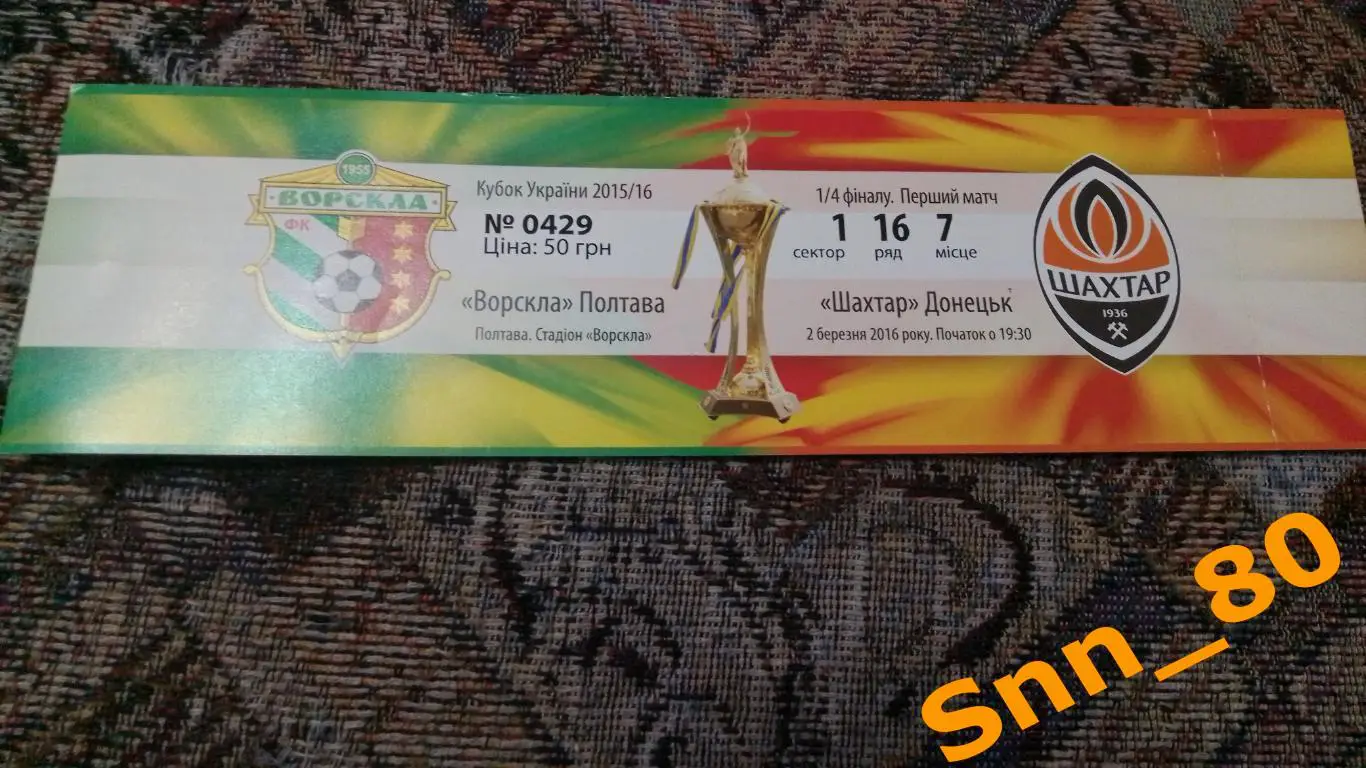 1955
ВОРСКЛА
ФК
Кубок України 2015/16
№ 0429
Ціна: 50 грн
«Ворскла» Полтава
Полтава. Стадіон «Ворскла»
1/4 фіналу. Перший матч
1 16 7
сектор ряд місце
«Шахтар» Донецьк
2 березня 2016 року. Початок о 19:30
ШАХТАР
1936
Snn_80